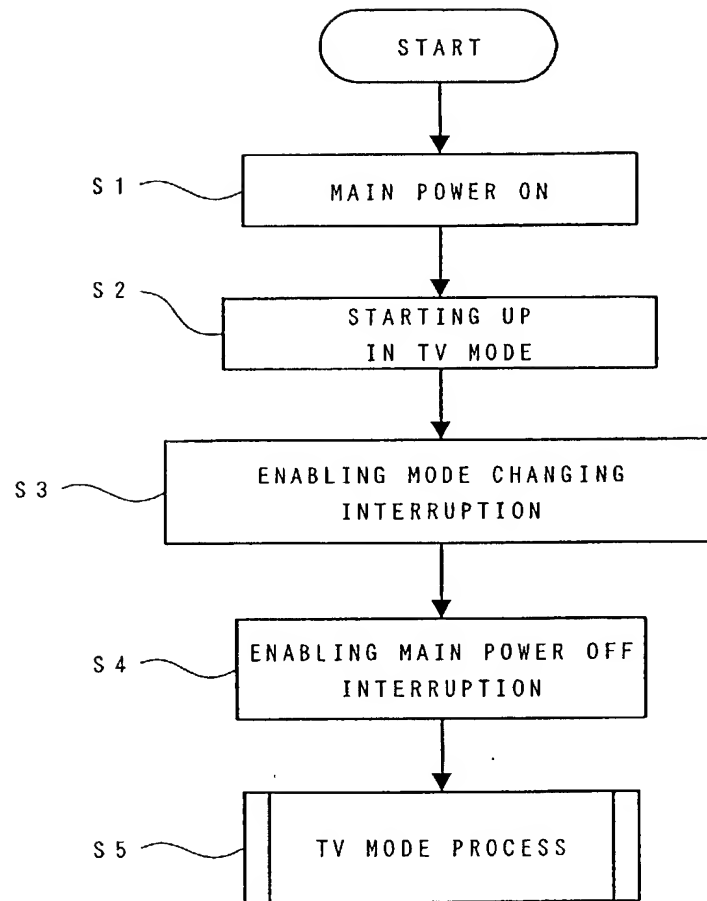 START
S1
MAIN POWER ON
S2
STARTING UP
IN TV MODE
S3
ENABLING MODE CHANGING
INTERRUPTION
S4
ENABLING MAIN POWER OFF
INTERRUPTION
S5
TV MODE PROCESS